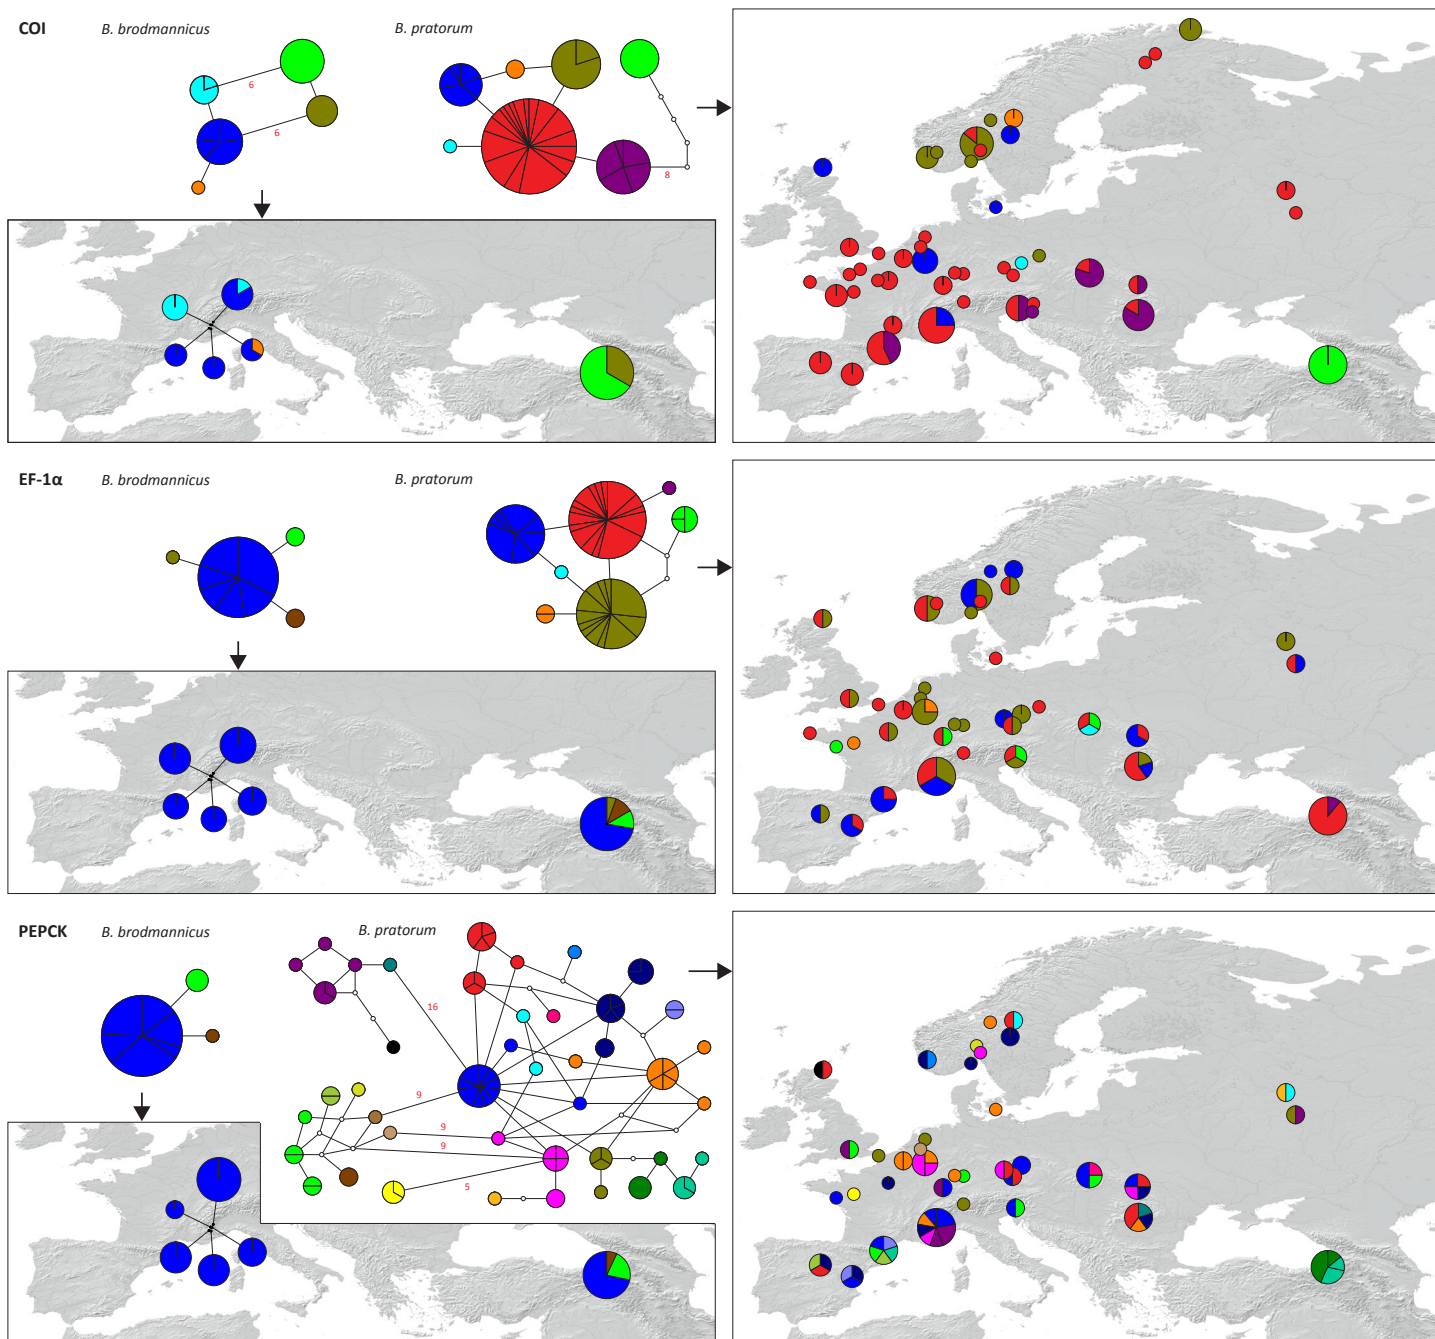 COI B. brodmannicus B. pratorum
6
6
8
EF-1α B. brodmannicus B. pratorum
PEPCK B. brodmannicus B. pratorum
16
9
9
9
5